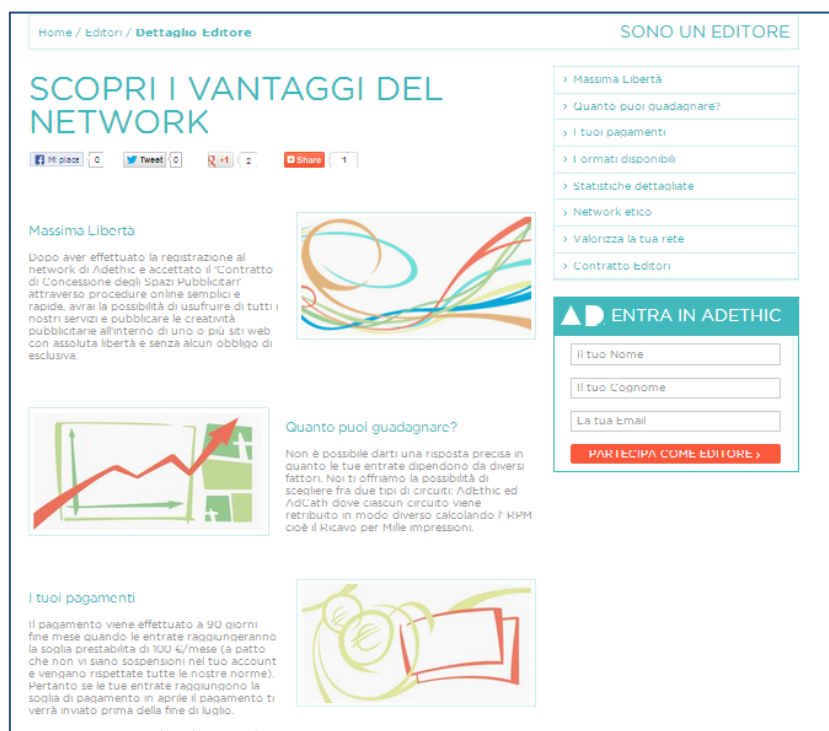 Home / Editori / Dettaglio Editore
SONO UN EDITORE
SCOPRI I VANTAGGI DEL
NETWORK
Mi piace 0 Tweet 0 +1 2 Share 1
Massima Libertà
Dopo aver effettuato la registrazione al
network di Adethic e accettato il 'Contratto
di Concessione degli Spazi Pubblicitari'
attraverso procedure online semplici e
rapide, avrai la possibilità di usufruire di tutti i
nostri servizi e pubblicare le creatività
pubblicitarie all'interno di uno o più siti web
con assoluta libertà e senza alcun obbligo di
esclusiva.
Quanto puoi guadagnare?
Non è possibile darti una risposta precisa in
quanto le tue entrate dipendono da diversi
fattori. Noi ti offriamo la possibilità di
scegliere fra due tipi di circuiti: AdEthic ed
AdCath dove ciascun circuito viene
retribuito in modo diverso calcolando l' RPM
cioè il Ricavo per Mille impressioni.
I tuoi pagamenti
Il pagamento viene effettuato a 90 giorni
fine mese quando le entrate raggiungeranno
la soglia prestabilita di 100 €/mese (a patto
che non vi siano sospensioni nel tuo account
e vengano rispettate tutte le nostre norme).
Pertanto se le tue entrate raggiungono la
soglia di pagamento in aprile il pagamento ti
verrà inviato prima della fine di luglio.
› Massima Libertà
› Quanto puoi guadagnare?
› I tuoi pagamenti
› I ormati disponibili
› Statistiche dettagliate
› Network etico
› Valorizza la tua rete
› Contratto Editori
AD ENTRA IN ADETHIC
Il tuo Nome
Il tuo Cognome
La tua Email
PARTECIPA COME EDITORE ›